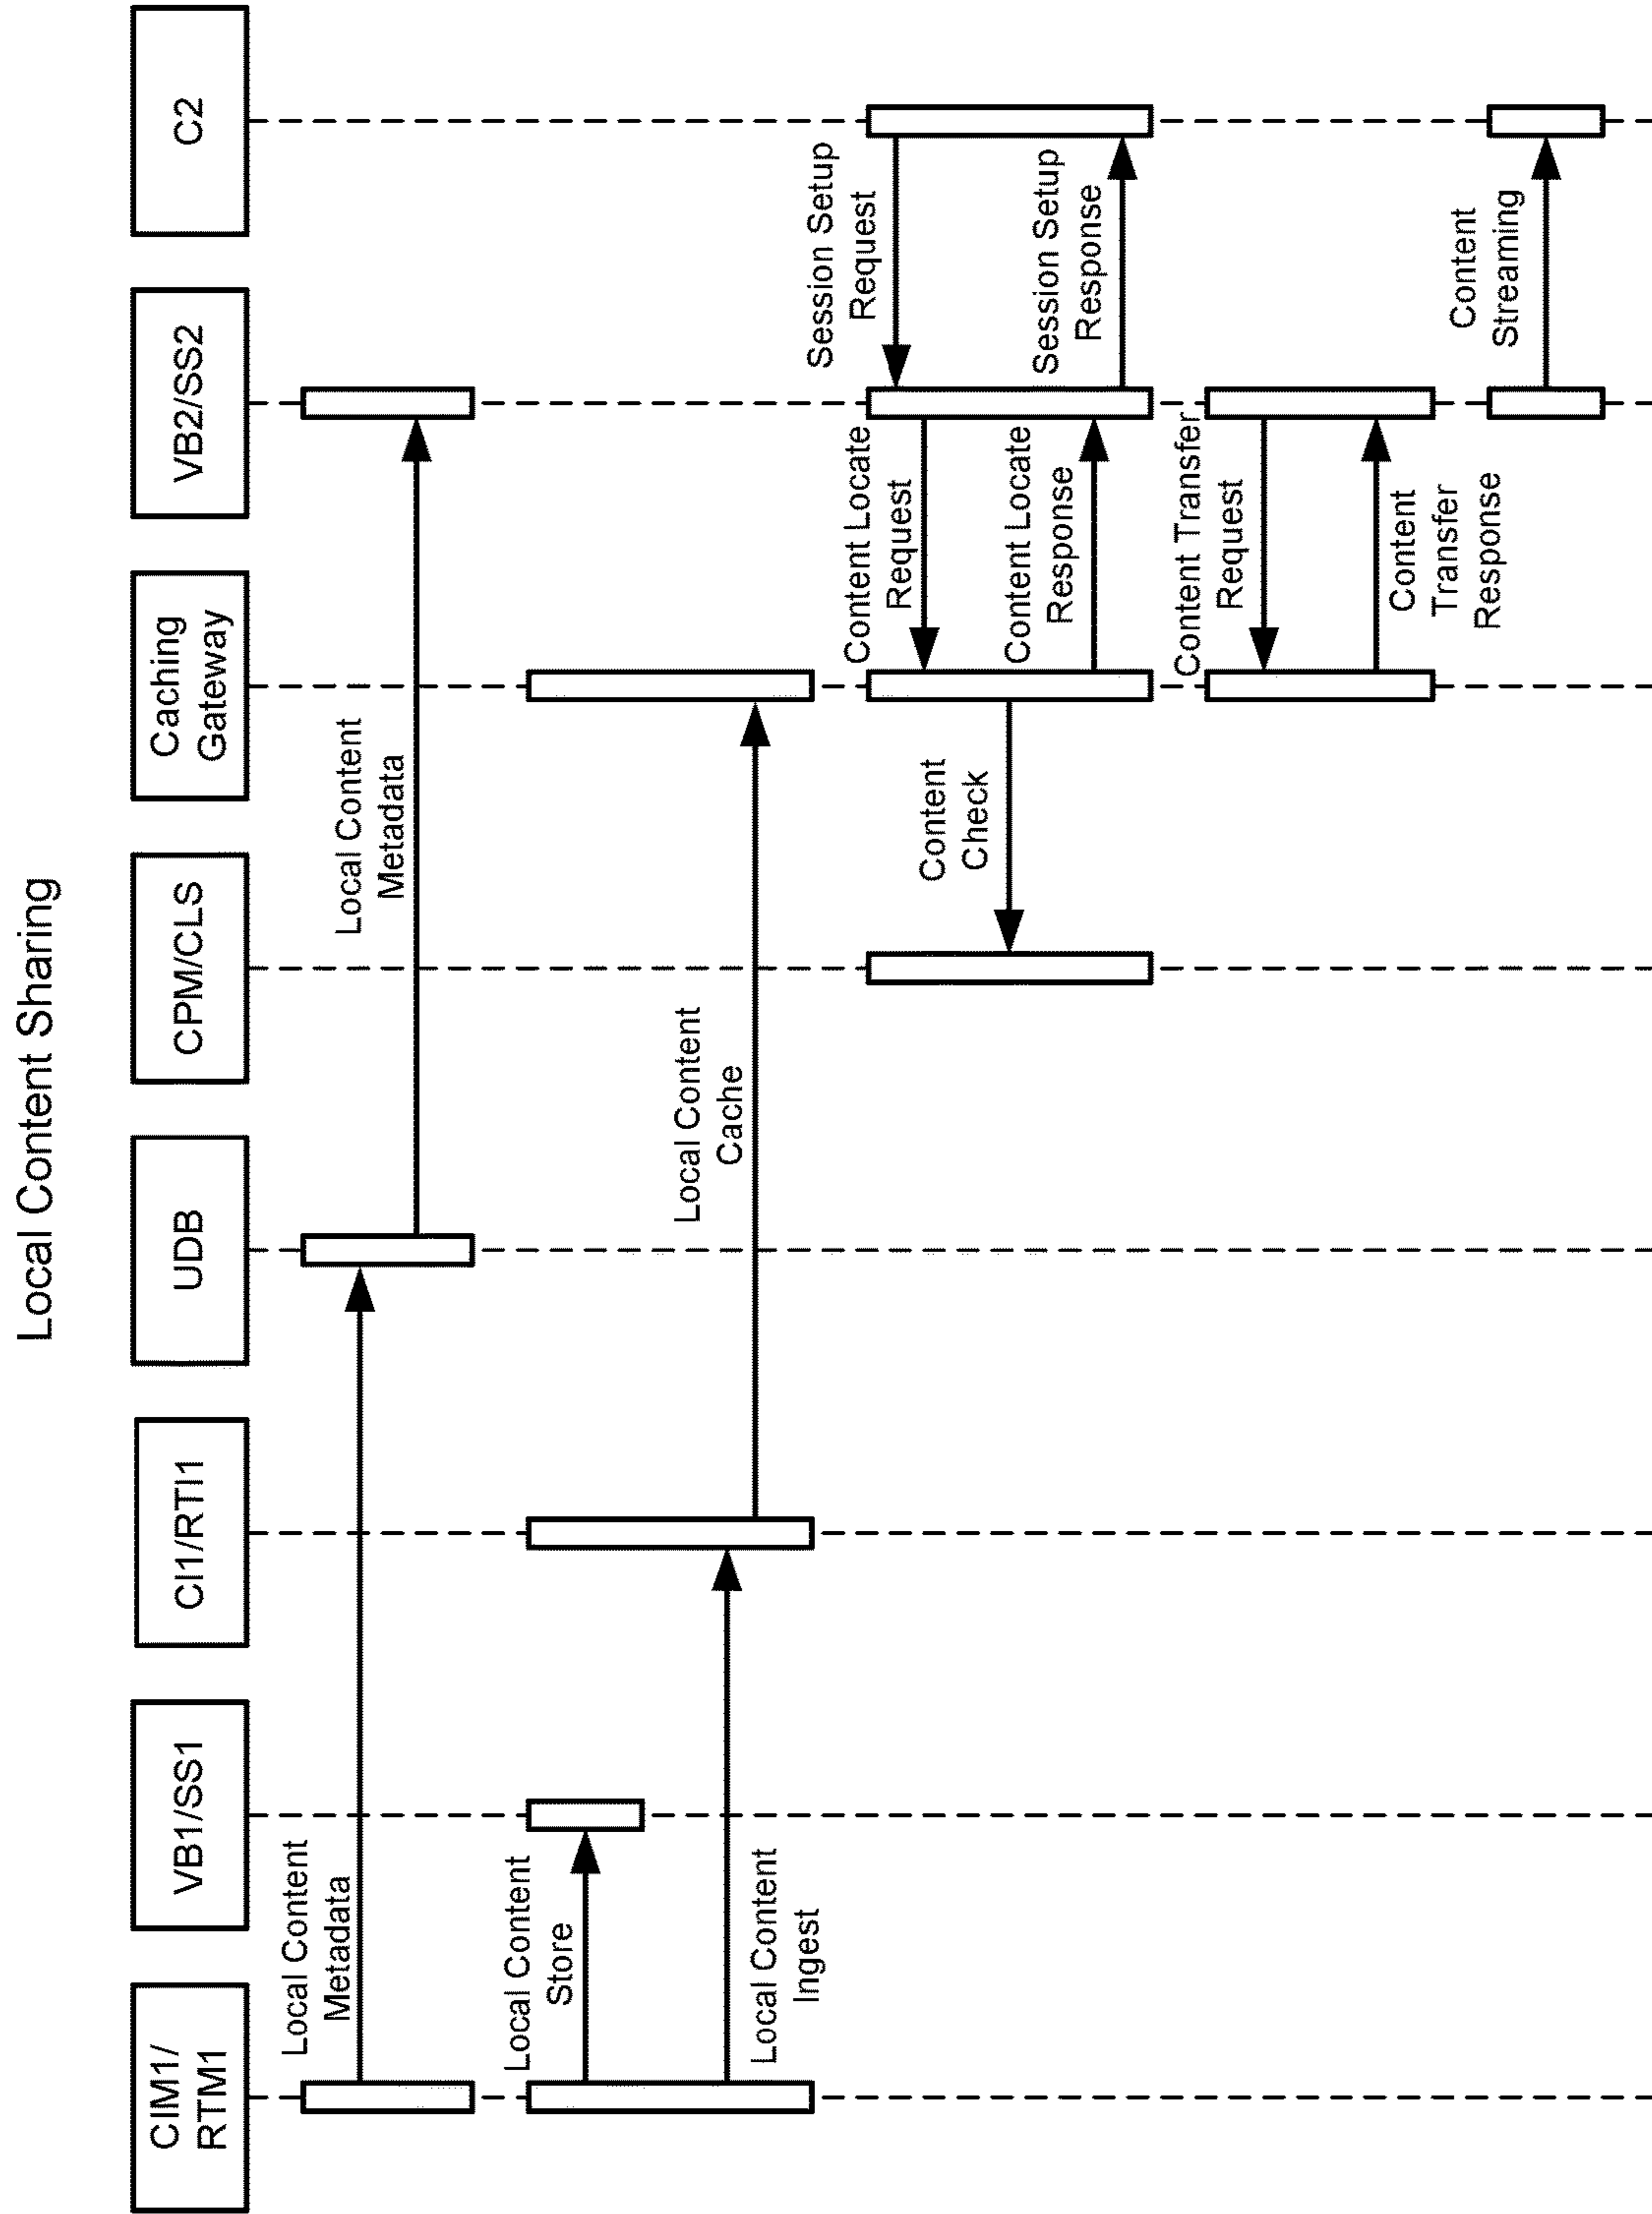 Local Content Sharing
CIM1/
RTM1
VB1/SS1
CI1/RTI1
UDB
CPM/CLS
Caching
Gateway
VB2/SS2
C2
Local Content
Metadata
Local Content
Metadata
Local Content
Store
Local Content
Cache
Local Content
Ingest
Session Setup
Request
Content Locate
Request
Content
Check
Content Locate
Response
Session Setup
Response
Content Transfer
Request
Content
Transfer
Response
Content
Streaming